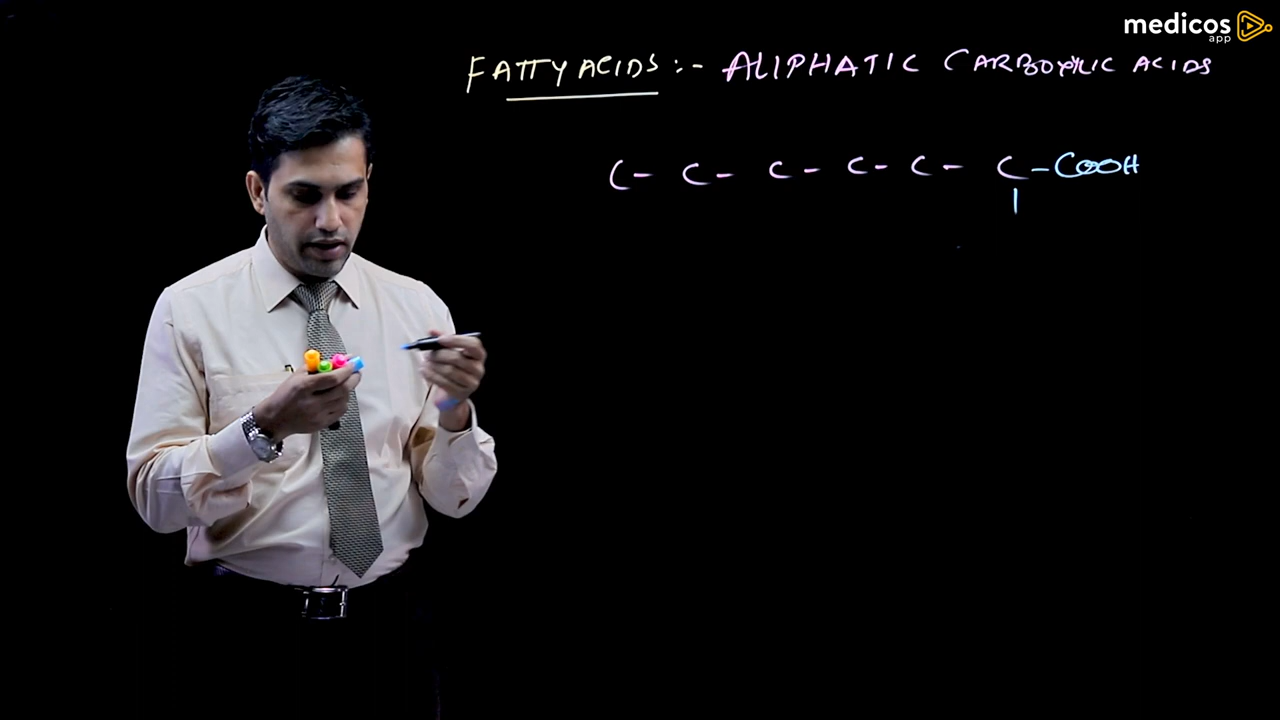 medicos
app
FATTY ACIDS :- ALIPHATIC CARBOXYLIC ACIDS
C - C - C - C - C - C - COOH